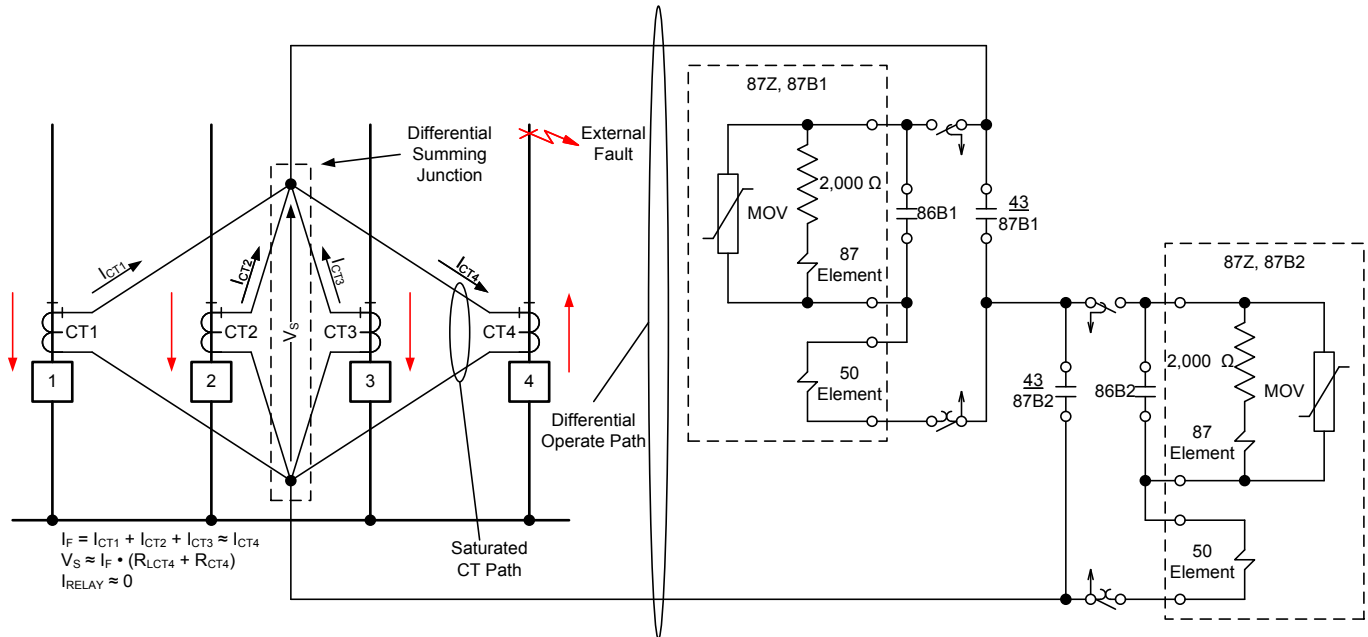 Differential
Summing
Junction
External
Fault
I_CT1
I_CT2
I_CT3
I_CT4
V_S
CT1
CT2
CT3
CT4
1
2
3
4
Differential
Operate Path
Saturated
CT Path
I_F = I_CT1 + I_CT2 + I_CT3 ≈ I_CT4
V_S ≈ I_F • (R_LCT4 + R_CT4)
I_RELAY ≈ 0
87Z, 87B1
MOV
2,000 Ω
87
Element
86B1
43
87B1
50
Element
87Z, 87B2
43
87B2
86B2
2,000 Ω
MOV
87
Element
50
Element